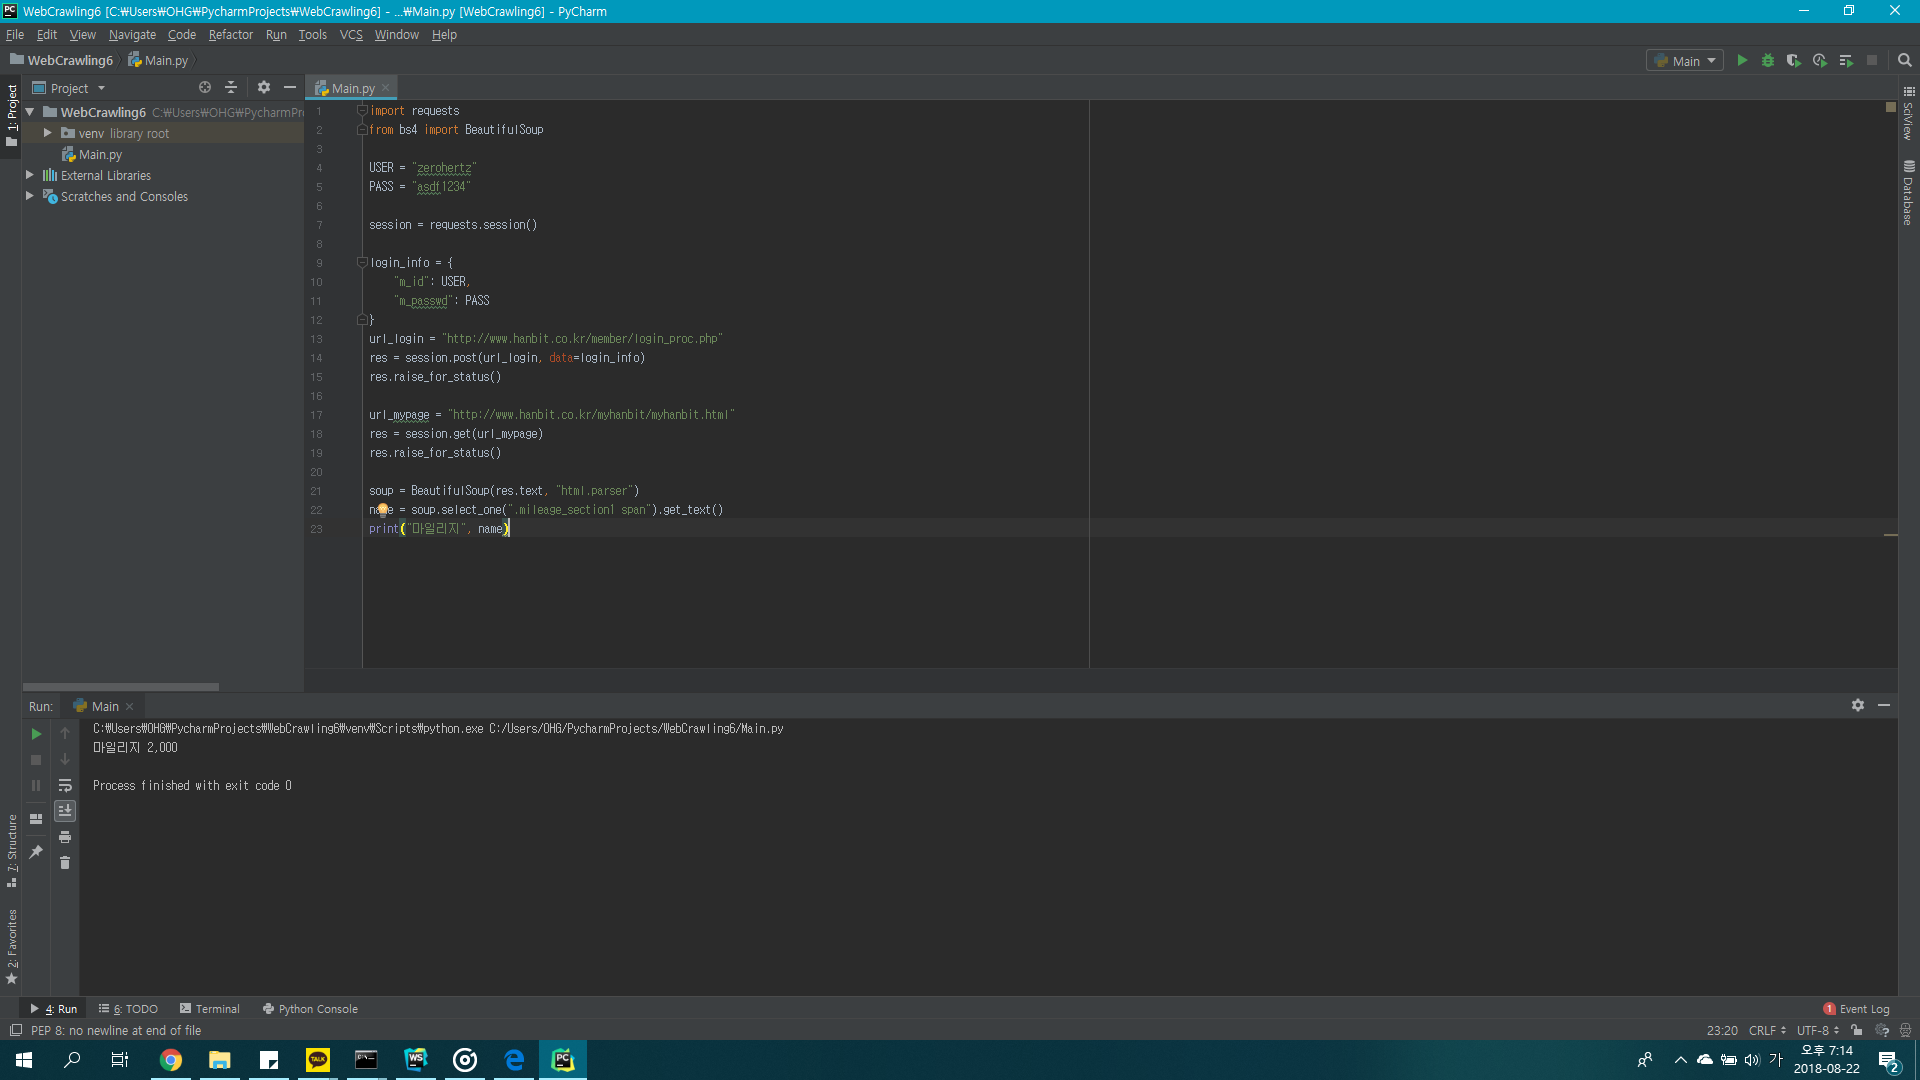 WebCrawling6 [C:₩Users₩OHG₩PycharmProjects₩WebCrawling6] - ...₩Main.py [WebCrawling6] - PyCharm
File Edit View Navigate Code Refactor Run Tools VCS Window Help
WebCrawling6 Main.py Main
1: Project
Project
WebCrawling6 C:₩Users₩OHG₩PycharmPr
venv library root
Main.py
External Libraries
Scratches and Consoles
Main.py
1 import requests
2 from bs4 import BeautifulSoup
3
4 USER = "zerohertz"
5 PASS = "asdf1234"
6
7 session = requests.session()
8
9 login_info = {
10 "m_id": USER,
11 "m_passwd": PASS
12 }
13 url_login = "http://www.hanbit.co.kr/member/login_proc.php"
14 res = session.post(url_login, data=login_info)
15 res.raise_for_status()
16
17 url_mypage = "http://www.hanbit.co.kr/myhanbit/myhanbit.html"
18 res = session.get(url_mypage)
19 res.raise_for_status()
20
21 soup = BeautifulSoup(res.text, "html.parser")
22 name = soup.select_one(".mileage_section1 span").get_text()
23 print("마일리지", name)
SciView
Database
Run: Main
C:₩Users₩OHG₩PycharmProjects₩WebCrawling6₩venv₩Scripts₩python.exe C:/Users/OHG/PycharmProjects/WebCrawling6/Main.py
마일리지 2,000
Process finished with exit code 0
7: Structure
2: Favorites
4: Run 6: TODO Terminal Python Console 1 Event Log
PEP 8: no newline at end of file 23:20 CRLF UTF-8
TALK WS PC 가 오후 7:14
2018-08-22 2